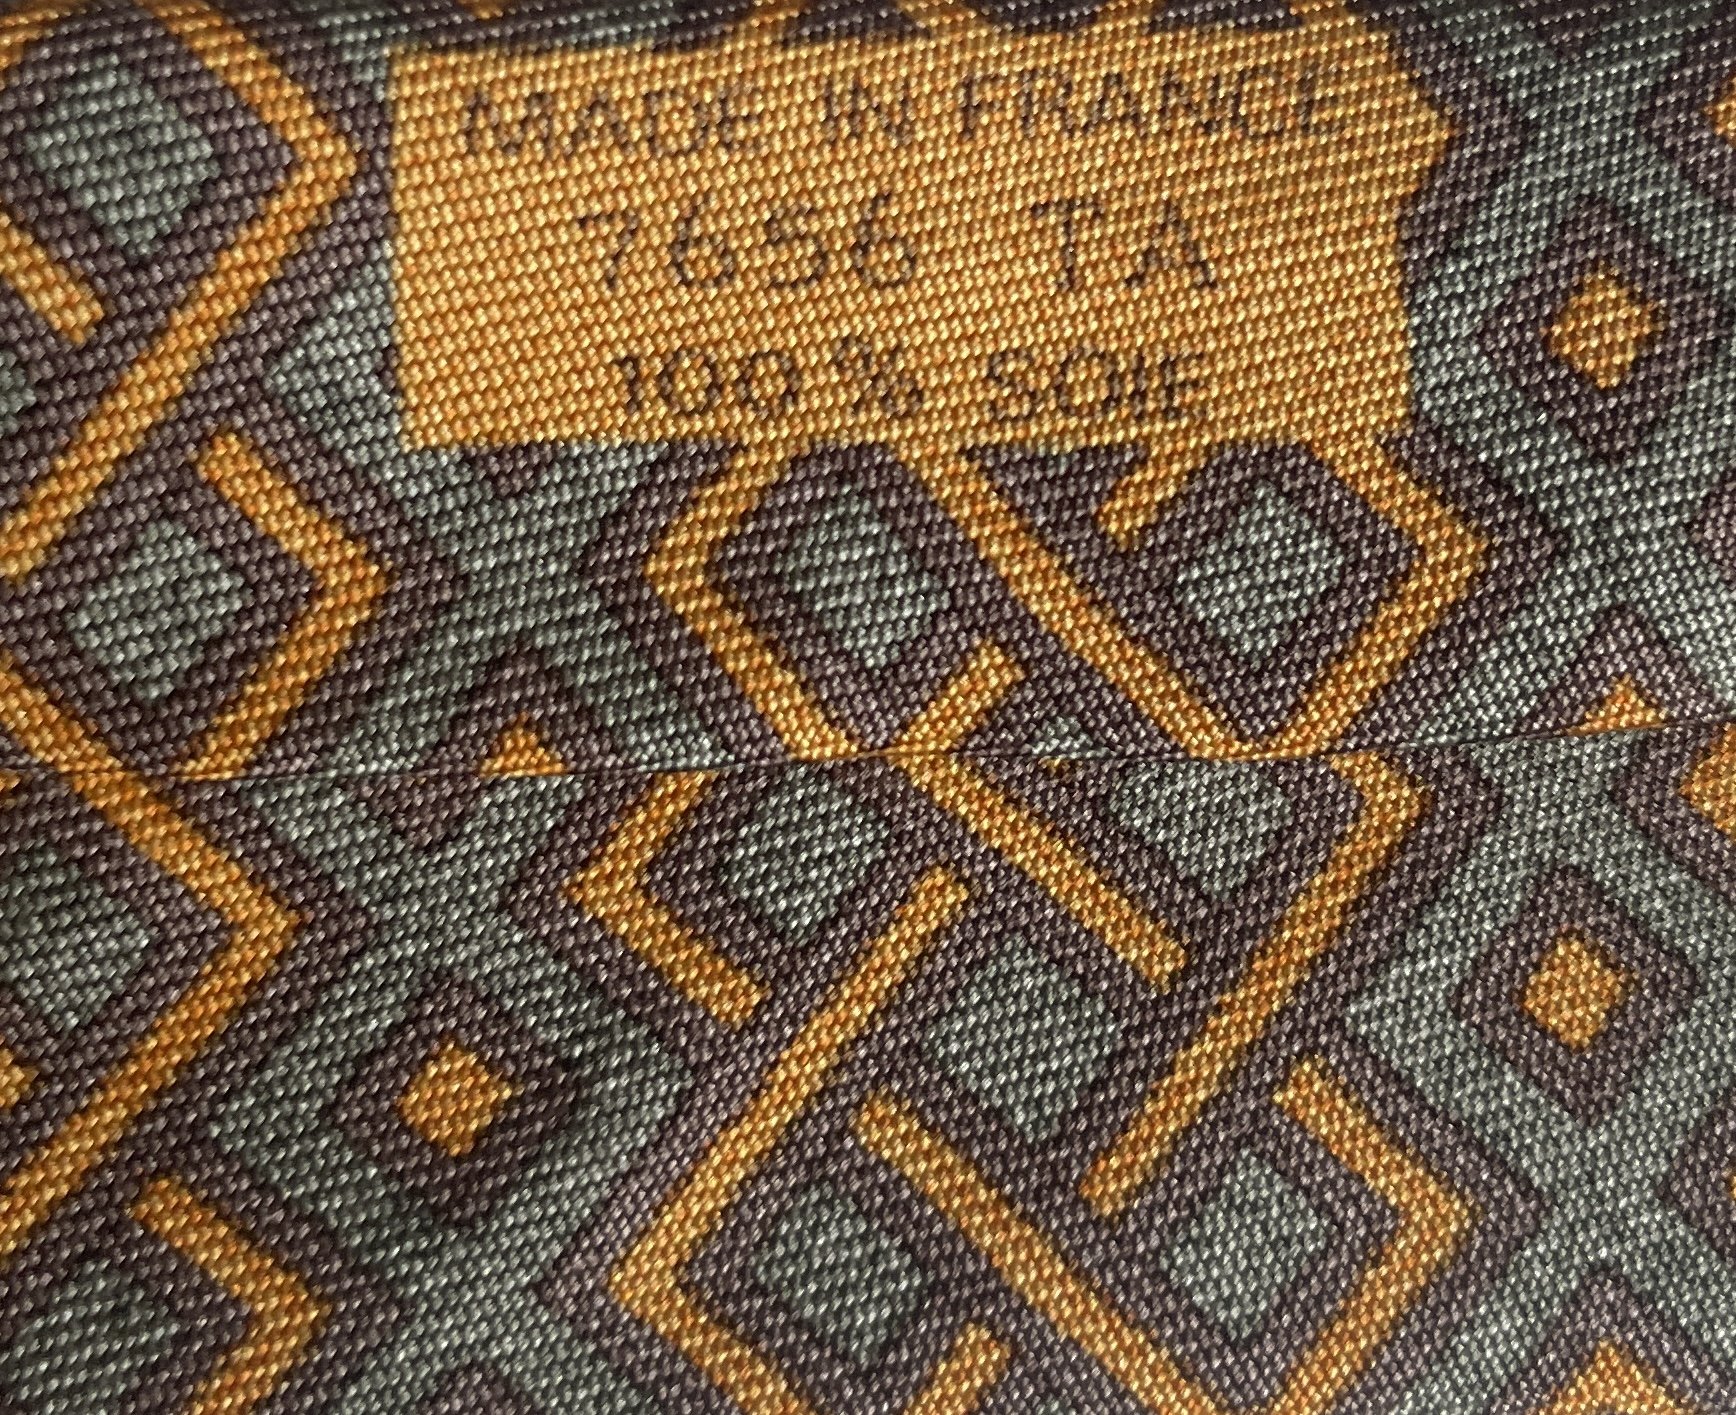 MADE IN FRANCE
7656 TA
100% SOIE